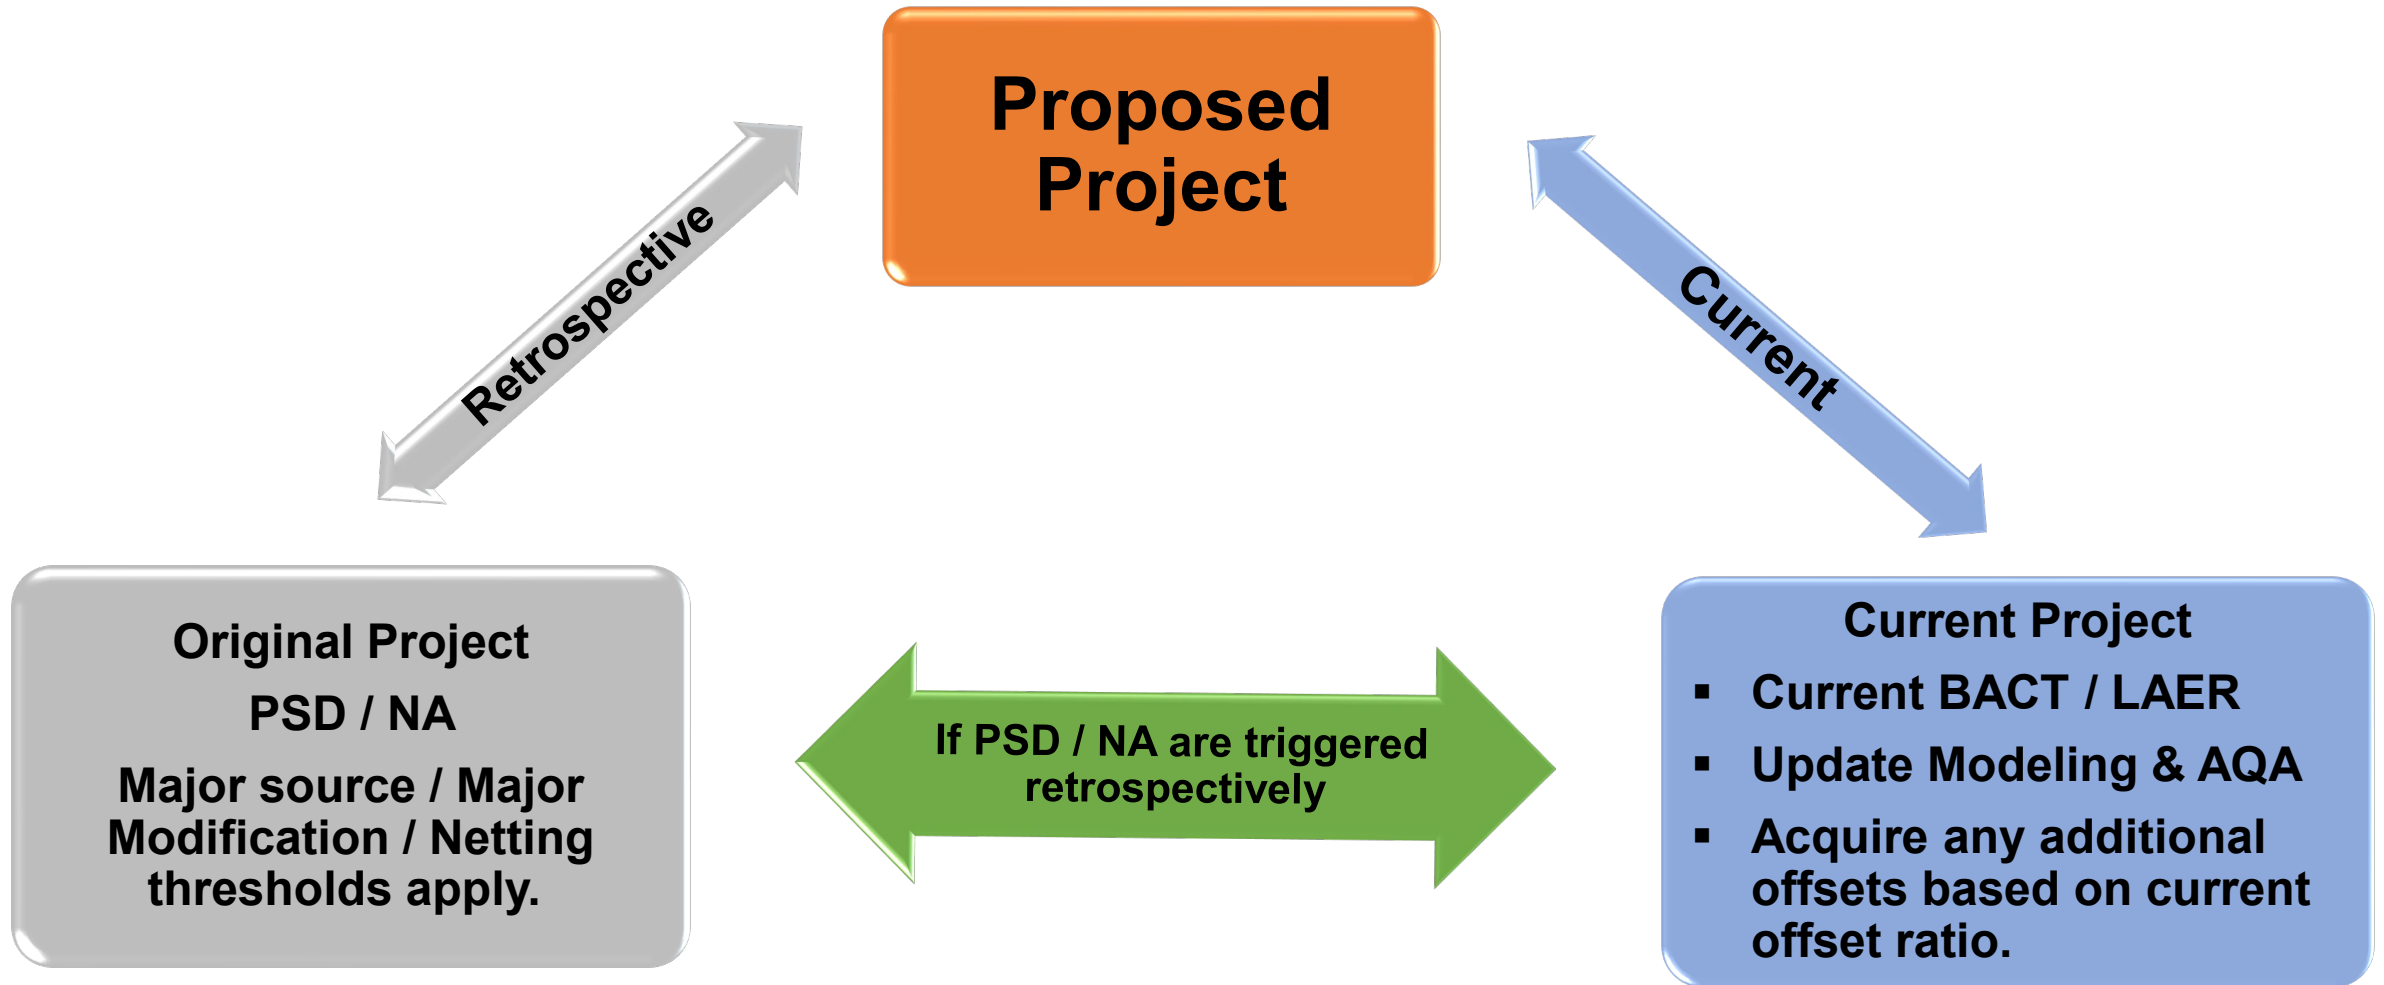 Proposed
Project
Retrospective
Current
Original Project
PSD / NA
Major source / Major
Modification / Netting
thresholds apply.
If PSD / NA are triggered
retrospectively
Current Project
▪ Current BACT / LAER
▪ Update Modeling & AQA
▪ Acquire any additional
offsets based on current
offset ratio.